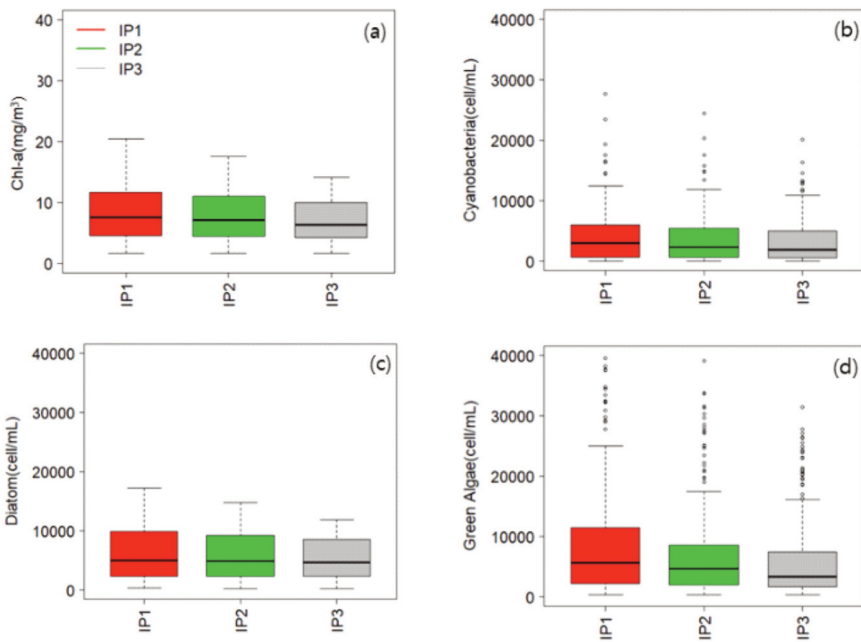 (a)
IP1
IP2
IP3
Chl-a(mg/m³)
40
30
20
10
0
IP1
IP2
IP3
(b)
Cyanobacteria(cell/mL)
40000
30000
20000
10000
0
IP1
IP2
IP3
(c)
Diatom(cell/mL)
40000
30000
20000
10000
0
IP1
IP2
IP3
(d)
Green Algae(cell/mL)
40000
30000
20000
10000
0
IP1
IP2
IP3